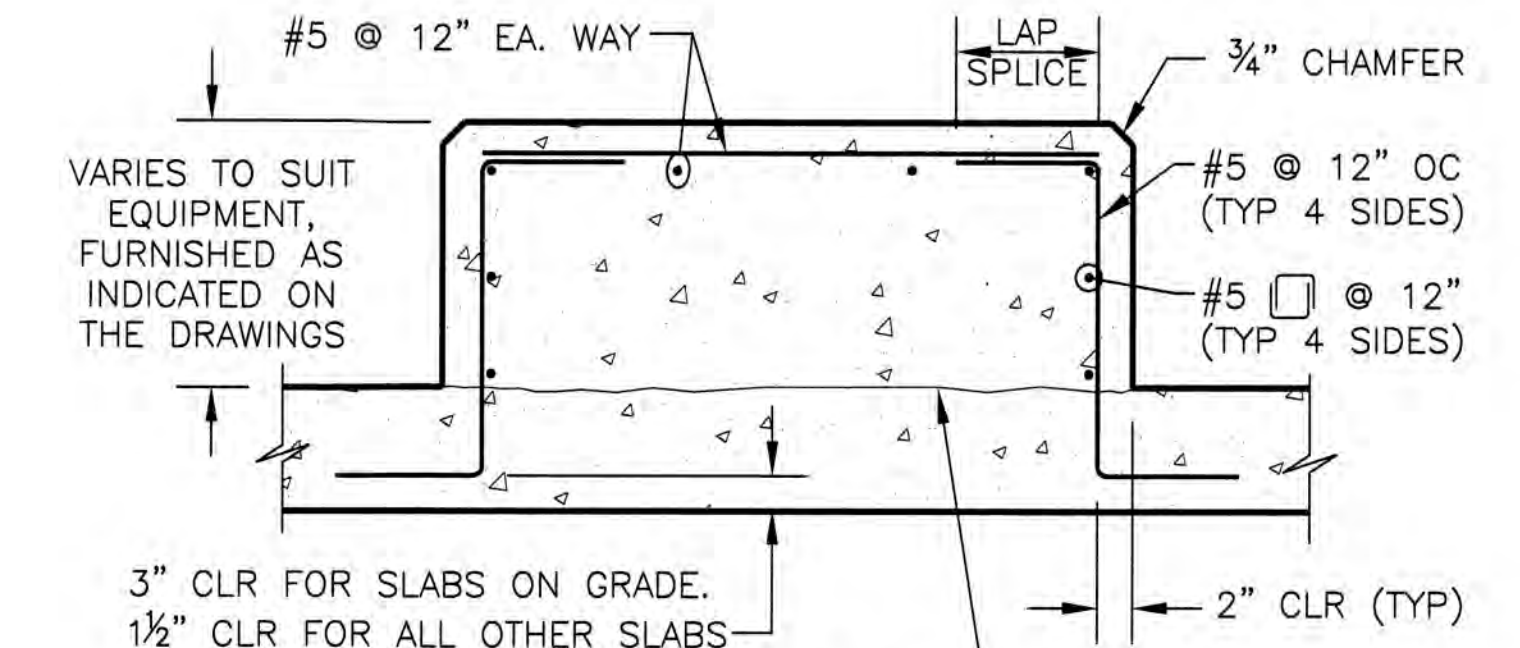 #5 @ 12" EA. WAY
LAP
SPLICE
¾" CHAMFER
VARIES TO SUIT
EQUIPMENT,
FURNISHED AS
INDICATED ON
THE DRAWINGS
#5 @ 12" OC
(TYP 4 SIDES)
#5 @ 12"
(TYP 4 SIDES)
3" CLR FOR SLABS ON GRADE.
1½" CLR FOR ALL OTHER SLABS
2" CLR (TYP)